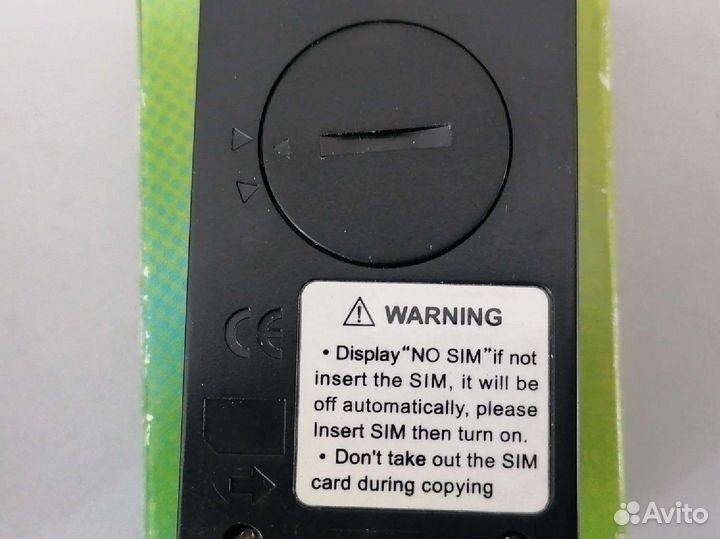 CE
⚠ WARNING
• Display "NO SIM" if not
insert the SIM, it will be
off automatically, please
Insert SIM then turn on.
• Don't take out the SIM
card during copying
Avito